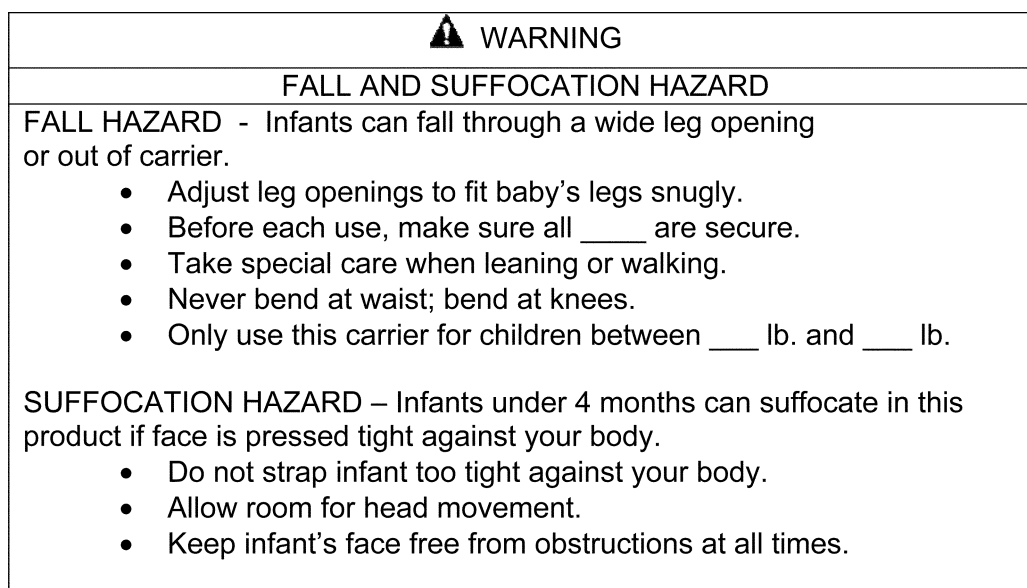 WARNING
FALL AND SUFFOCATION HAZARD
FALL HAZARD - Infants can fall through a wide leg opening
or out of carrier.
• Adjust leg openings to fit baby’s legs snugly.
• Before each use, make sure all ____ are secure.
• Take special care when leaning or walking.
• Never bend at waist; bend at knees.
• Only use this carrier for children between ___ lb. and ___ lb.
SUFFOCATION HAZARD – Infants under 4 months can suffocate in this
product if face is pressed tight against your body.
• Do not strap infant too tight against your body.
• Allow room for head movement.
• Keep infant’s face free from obstructions at all times.